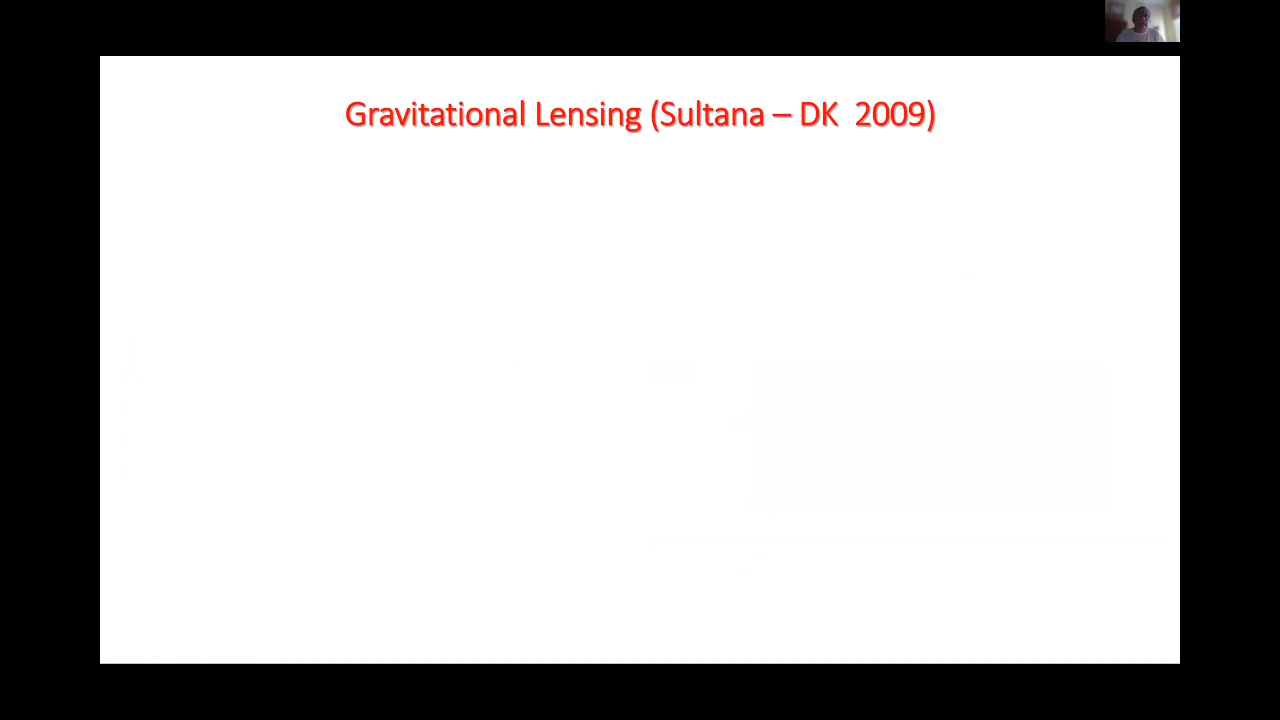 Gravitational Lensing (Sultana – DK  2009)